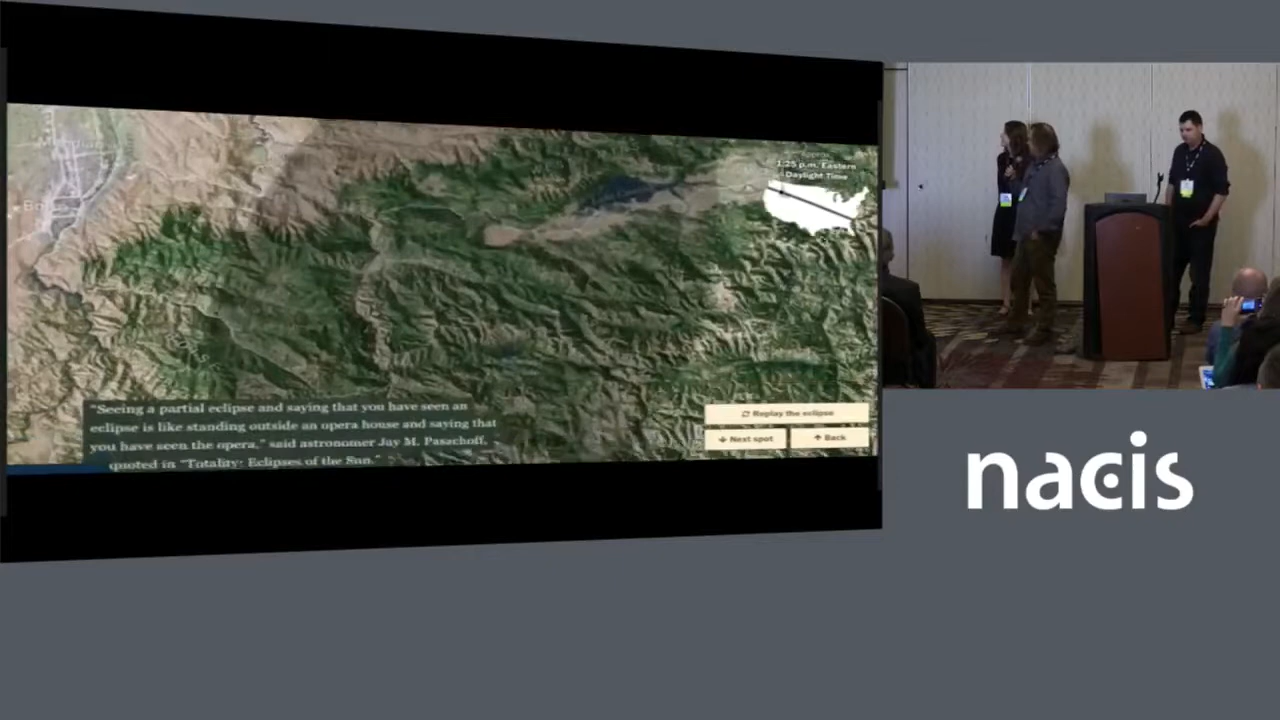 1:25 p.m. Eastern
Daylight Time
"Seeing a partial eclipse and saying that you have seen an
eclipse is like standing outside an opera house and saying that
you have seen the opera," said astronomer Jay M. Pasachoff,
quoted in "Totality: Eclipses of the Sun."
Replay the eclipse
Next spot
Back
nacis